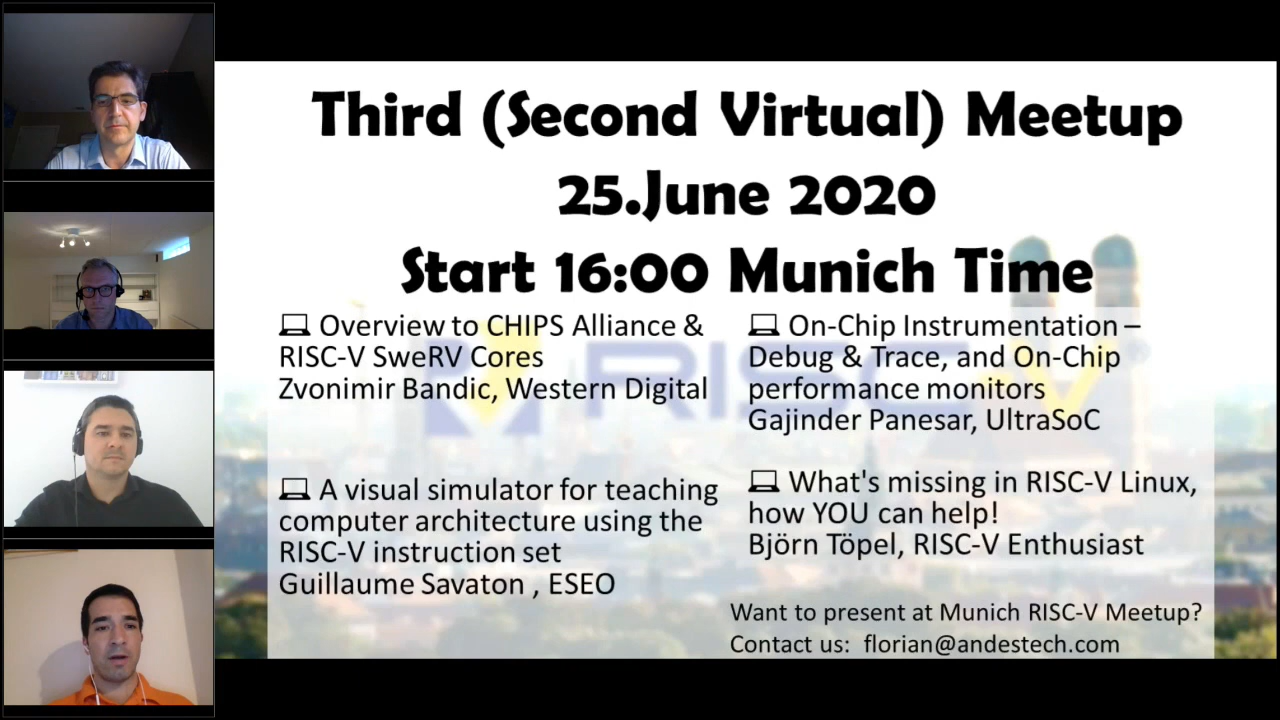 Third (Second Virtual) Meetup
25.June 2020
Start 16:00 Munich Time
💻 Overview to CHIPS Alliance &
RISC-V SweRV Cores
Zvonimir Bandic, Western Digital
💻 A visual simulator for teaching
computer architecture using the
RISC-V instruction set
Guillaume Savaton , ESEO
💻 On-Chip Instrumentation –
Debug & Trace, and On-Chip
performance monitors
Gajinder Panesar, UltraSoC
💻 What's missing in RISC-V Linux,
how YOU can help!
Björn Töpel, RISC-V Enthusiast
Want to present at Munich RISC-V Meetup?
Contact us: florian@andestech.com
RISC-V